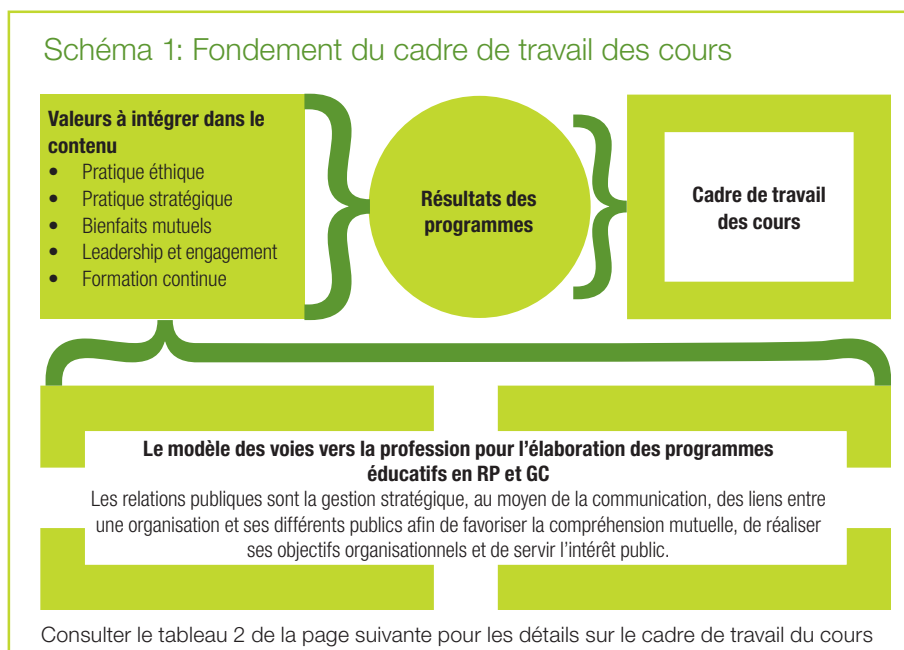 Schéma 1: Fondement du cadre de travail des cours
Valeurs à intégrer dans le
contenu
• Pratique éthique
• Pratique stratégique
• Bienfaits mutuels
• Leadership et engagement
• Formation continue
Résultats des
programmes
Cadre de travail
des cours
Le modèle des voies vers la profession pour l'élaboration des programmes
éducatifs en RP et GC
Les relations publiques sont la gestion stratégique, au moyen de la communication, des liens entre
une organisation et ses différents publics afin de favoriser la compréhension mutuelle, de réaliser
ses objectifs organisationnels et de servir l'intérêt public.
Consulter le tableau 2 de la page suivante pour les détails sur le cadre de travail du cours